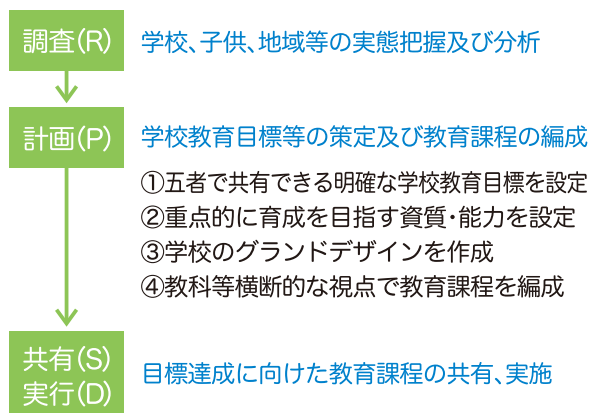 調査(R)
学校、子供、地域等の実態把握及び分析
計画(P)
学校教育目標等の策定及び教育課程の編成
①五者で共有できる明確な学校教育目標を設定
②重点的に育成を目指す資質・能力を設定
③学校のグランドデザインを作成
④教科等横断的な視点で教育課程を編成
共有(S)
実行(D)
目標達成に向けた教育課程の共有、実施